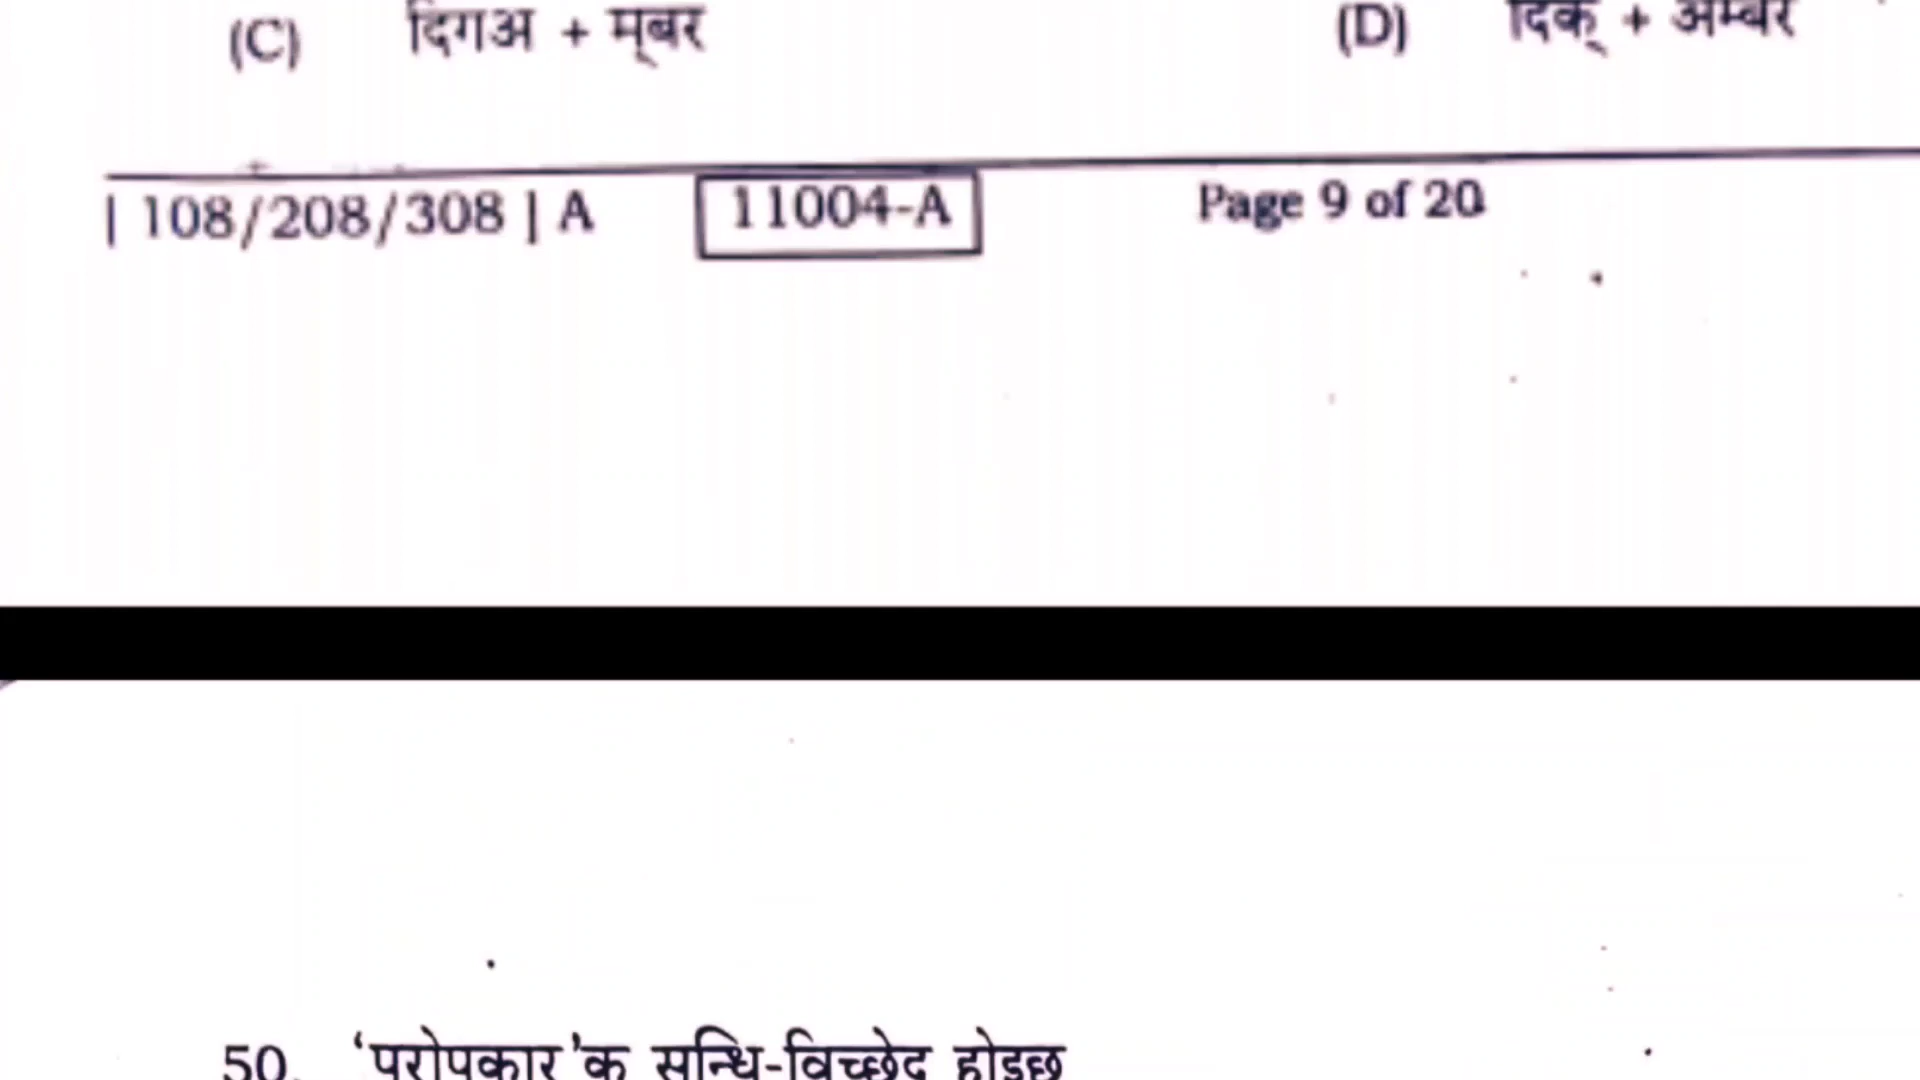 (C) दिगअ + म्‌बर (D) दिक् + अम्बर
| 108/208/308 | A 11004-A Page 9 of 20
50. ‘परोपकार’क सन्धि-विच्छेद होइछ